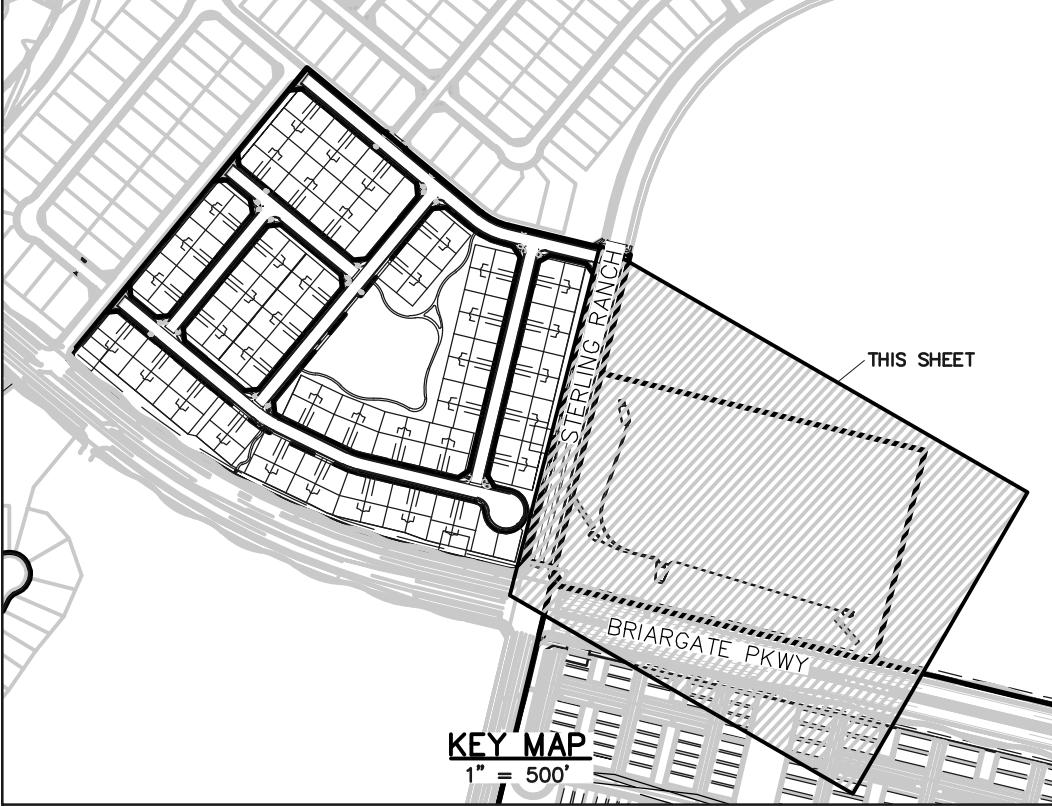 STERLING RANCH
THIS SHEET
BRIARGATE PKWY
KEY MAP
1" = 500'